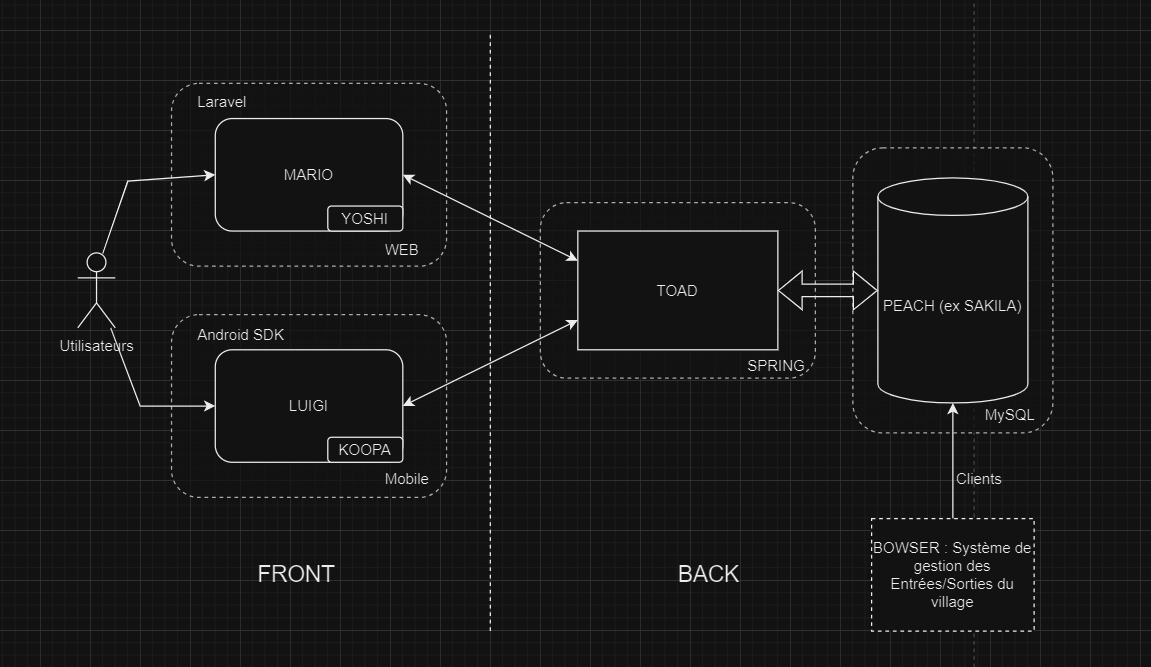 Laravel
MARIO
YOSHI
WEB
Utilisateurs
Android SDK
LUIGI
KOOPA
Mobile
FRONT
TOAD
SPRING
PEACH (ex SAKILA)
MySQL
Clients
BOWSER : Système de
gestion des
Entrées/Sorties du
village
BACK